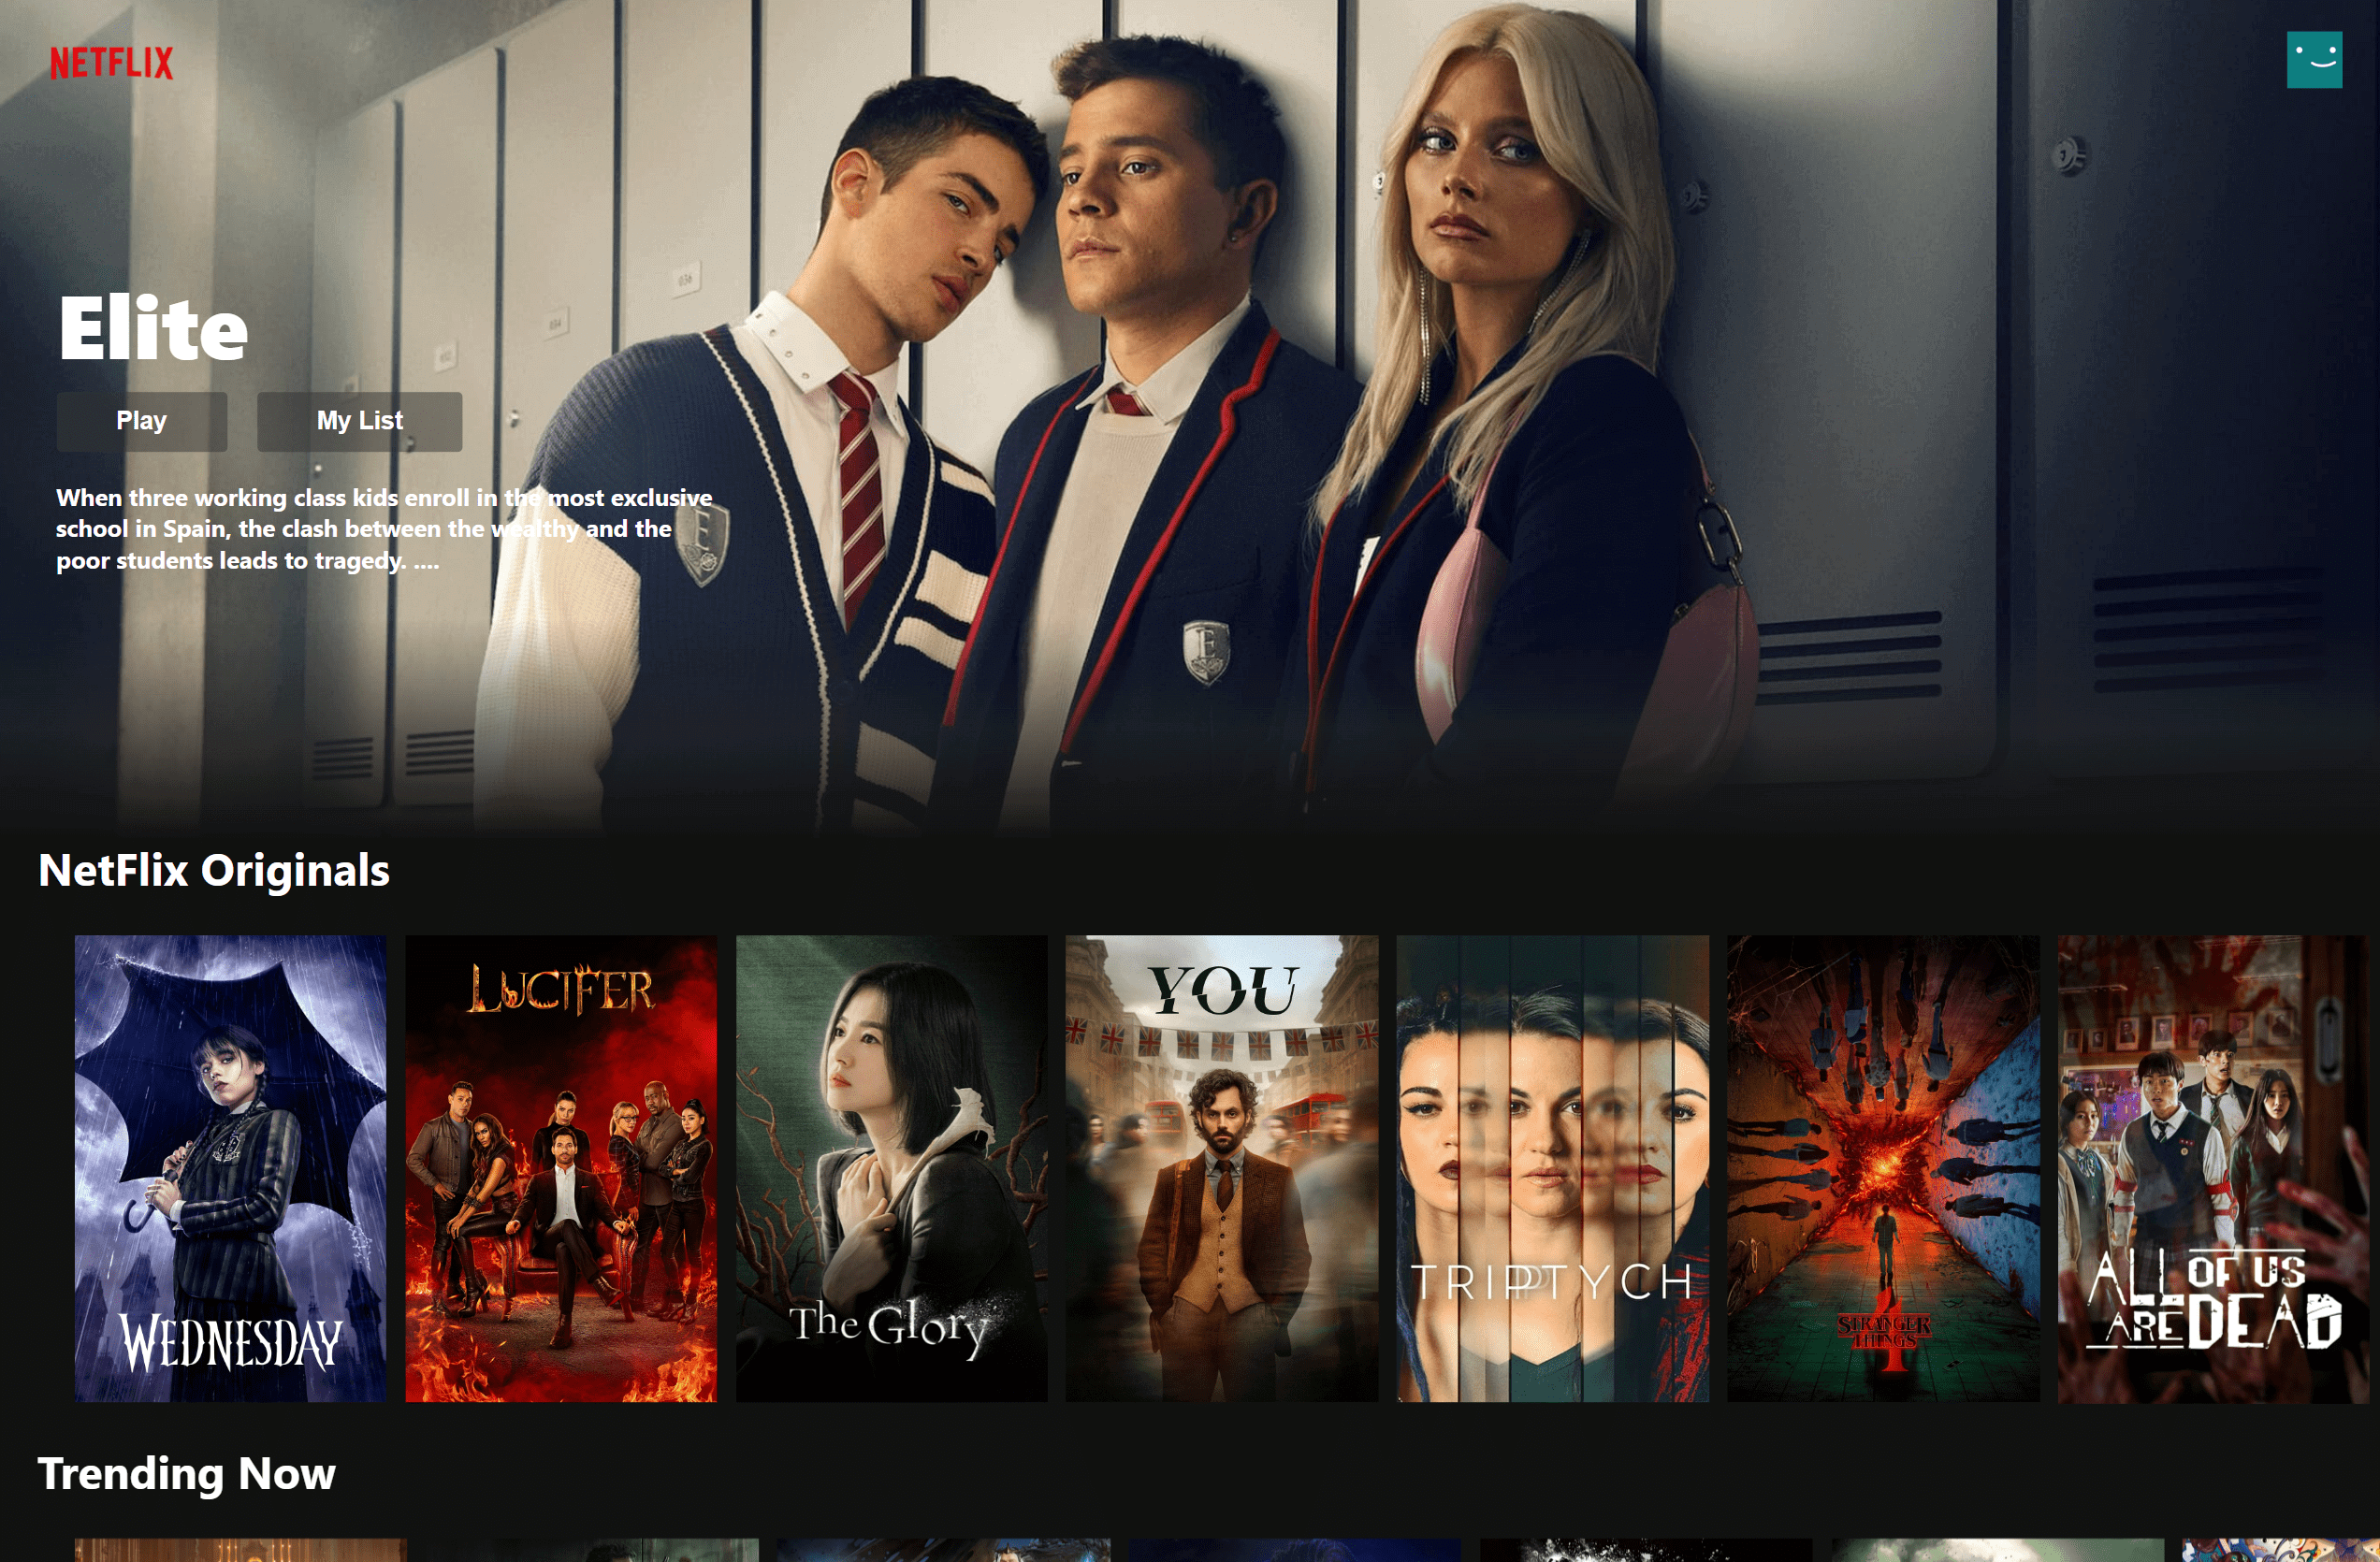 NETFLIX
Elite
Play
My List
When three working class kids enroll in the most exclusive
school in Spain, the clash between the wealthy and the
poor students leads to tragedy. ....
036
034
E
E
NetFlix Originals
WEDNESDAY
LUCIFER
The Glory
YOU
TRIPTYCH
STRANGER
THINGS
4
ALL OF US
ARE DEAD
Trending Now